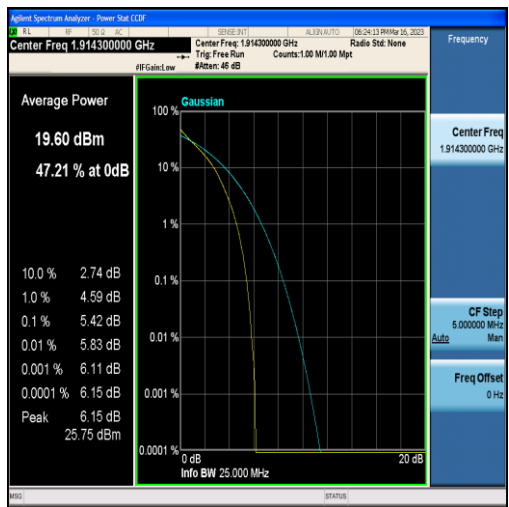 Agilent Spectrum Analyzer - Power Stat CCDF
RL RF 50 Ω AC SENSE:INT ALIGN AUTO 06:24:13 PM Mar 16, 2023
Center Freq 1.914300000 GHz
Center Freq: 1.914300000 GHz Radio Std: None
Trig: Free Run Counts:1.00 M/1.00 Mpt
#IFGain:Low #Atten: 46 dB
Frequency
Center Freq
1.914300000 GHz
CF Step
5.000000 MHz
Auto Man
Freq Offset
0 Hz
Average Power
19.60 dBm
47.21 % at 0dB
10.0 % 2.74 dB
1.0 % 4.59 dB
0.1 % 5.42 dB
0.01 % 5.83 dB
0.001 % 6.11 dB
0.0001 % 6.15 dB
Peak 6.15 dB
25.75 dBm
Gaussian
100 %
10 %
1 %
0.1 %
0.01 %
0.001 %
0.0001 %
0 dB 20 dB
Info BW 25.000 MHz
MSG STATUS